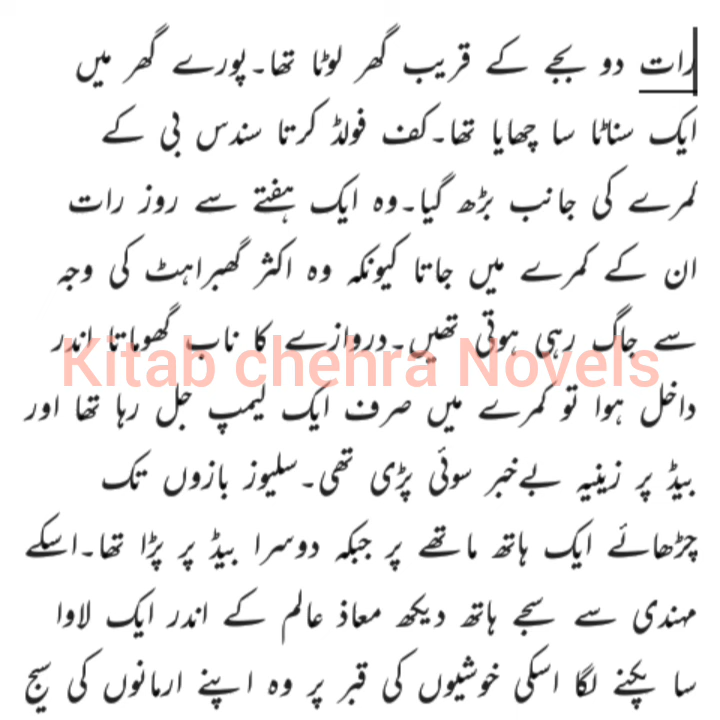 رات دو بجے کے قریب گھر لوٹا تھا۔پورے گھر میں
ایک سناٹا سا چھایا تھا۔کف فولڈ کرتا سندس بی کے
کمرے کی جانب بڑھ گیا۔وہ ایک ہفتے سے روز رات
ان کے کمرے میں جاتا کیونکہ وہ اکثر گھبراہٹ کی وجہ
سے جاگ رہی ہوتی تھیں۔دروازے کا ناب گھوماتا اندر
Kitab chehra Novels
داخل ہوا تو کمرے میں صرف ایک لیمپ جل رہا تھا اور
بیڈ پر زینیہ بےخبر سوئی پڑی تھی۔سلیوز بازوں تک
چڑھائے ایک ہاتھ ماتھے پر جبکہ دوسرا بیڈ پر پڑا تھا۔اسکے
مہندی سے سجے ہاتھ دیکھ معاذ عالم کے اندر ایک لاوا
سا پکنے لگا اسکی خوشیوں کی قبر پر وہ اپنے ارمانوں کی سیج